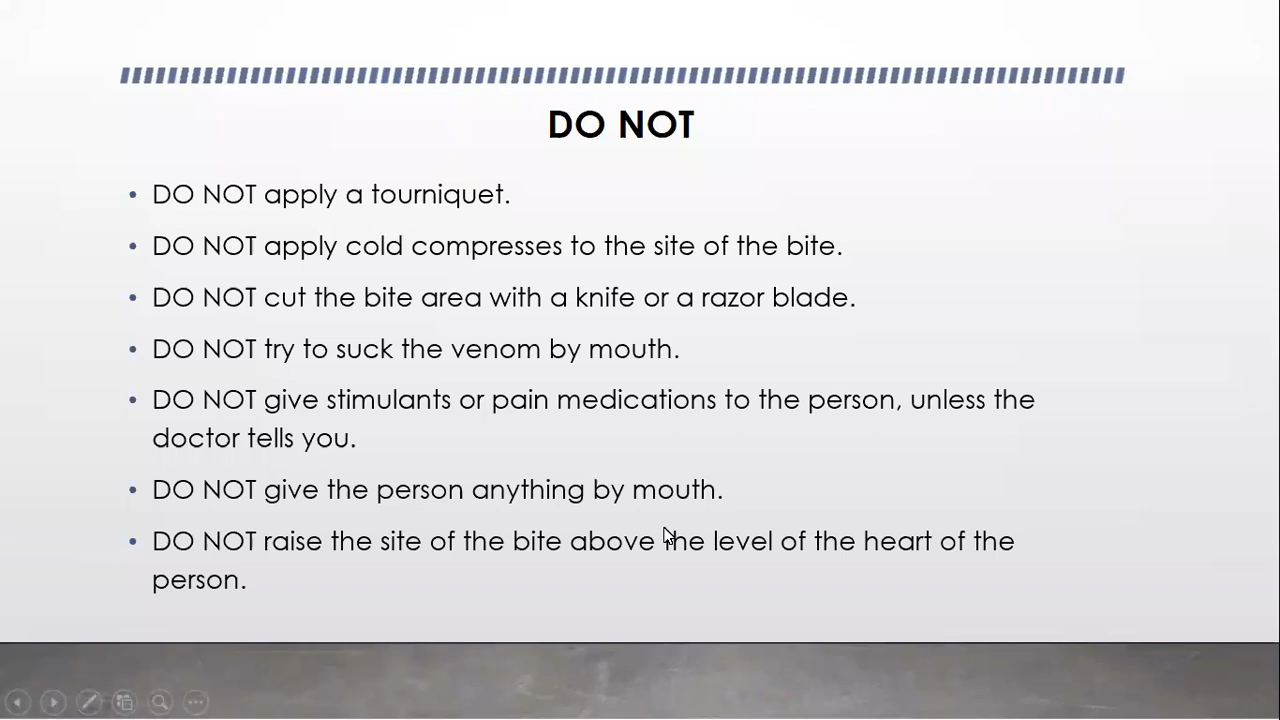 DO NOT
• DO NOT apply a tourniquet.
• DO NOT apply cold compresses to the site of the bite.
• DO NOT cut the bite area with a knife or a razor blade.
• DO NOT try to suck the venom by mouth.
• DO NOT give stimulants or pain medications to the person, unless the
doctor tells you.
• DO NOT give the person anything by mouth.
• DO NOT raise the site of the bite above the level of the heart of the
person.